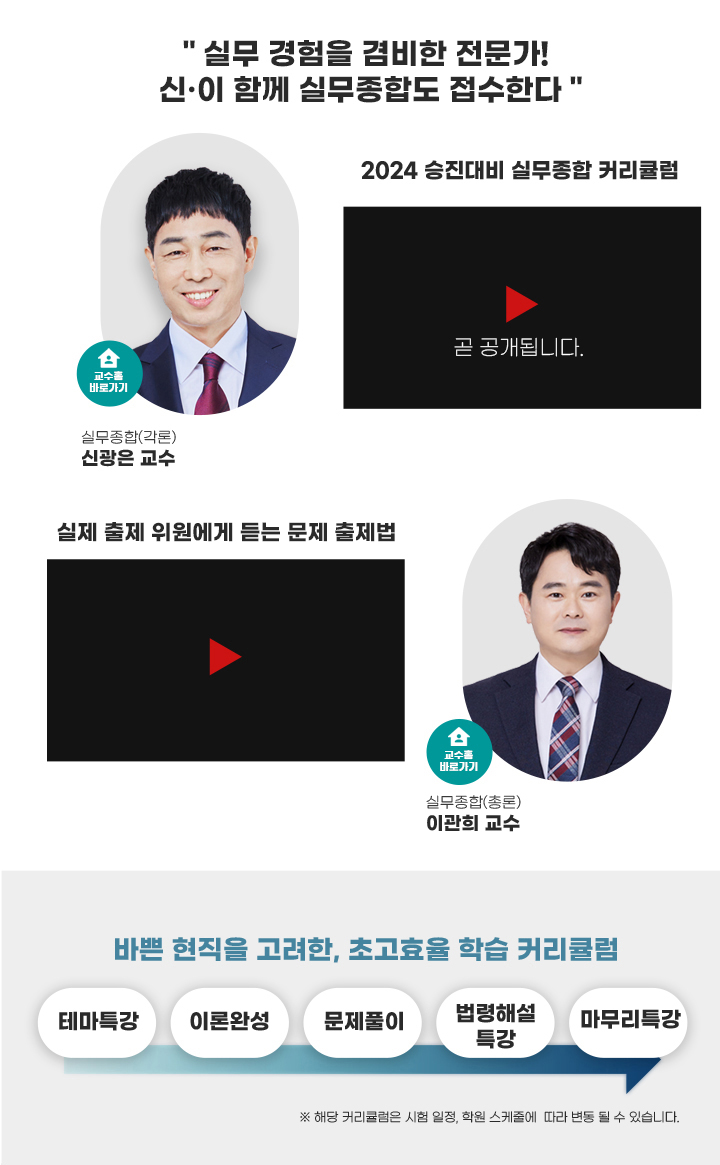 " 실무 경험을 겸비한 전문가!
신·이 함께 실무종합도 접수한다 "
2024 승진대비 실무종합 커리큘럼
곧 공개됩니다.
교수홈
바로가기
실무종합(각론)
신광은 교수
실제 출제 위원에게 듣는 문제 출제법
교수홈
바로가기
실무종합(총론)
이관희 교수
바쁜 현직을 고려한, 초고효율 학습 커리큘럼
테마특강
이론완성
문제풀이
법령해설
특강
마무리특강
※ 해당 커리큘럼은 시험 일정, 학원 스케줄에 따라 변동 될 수 있습니다.